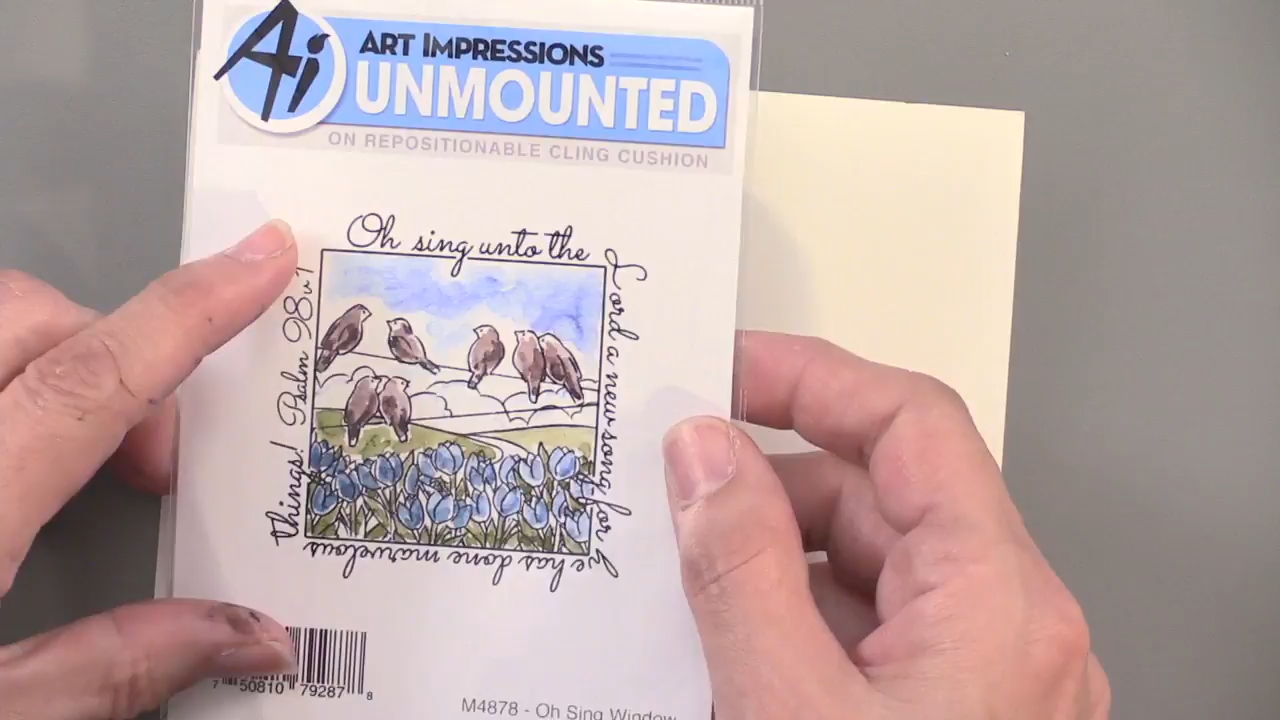 Ai ART IMPRESSIONS
UNMOUNTED
ON REPOSITIONABLE CLING CUSHION
Oh sing unto the
Lord a new song, for he
has done marvelous
things! Psalm 98:1
7 50810 79287 8
M4878 - Oh Sing Window